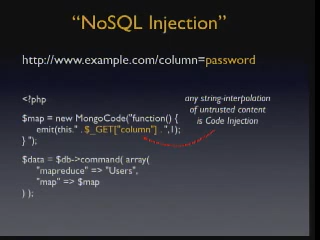 “NoSQL Injection”
http://www.example.com/column=password
<?php
$map = new MongoCode("function() {
emit(this." . $_GET["column"] . ",1);
} ");
$data = $db->command( array(
"mapreduce" => "Users",
"map" => $map
) );
any string-interpolation
of untrusted content
is Code Injection